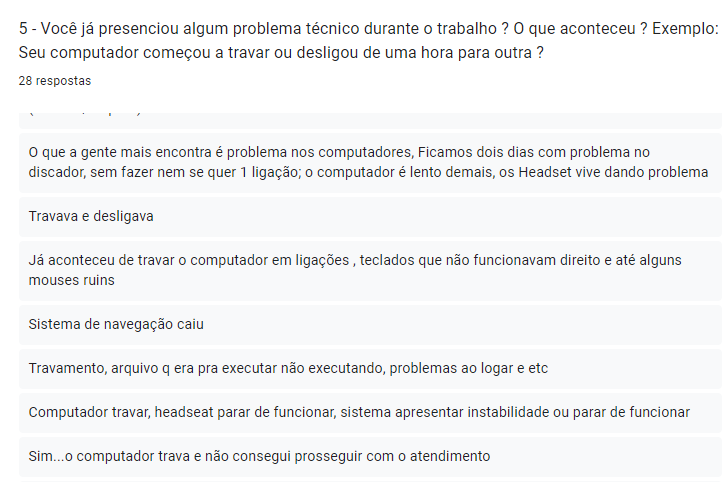 5 - Você já presenciou algum problema técnico durante o trabalho ? O que aconteceu ? Exemplo:
Seu computador começou a travar ou desligou de uma hora para outra ?
28 respostas
O que a gente mais encontra é problema nos computadores, Ficamos dois dias com problema no
discador, sem fazer nem se quer 1 ligação; o computador é lento demais, os Headset vive dando problema
Travava e desligava
Já aconteceu de travar o computador em ligações , teclados que não funcionavam direito e até alguns
mouses ruins
Sistema de navegação caiu
Travamento, arquivo q era pra executar não executando, problemas ao logar e etc
Computador travar, headseat parar de funcionar, sistema apresentar instabilidade ou parar de funcionar
Sim...o computador trava e não consegui prosseguir com o atendimento